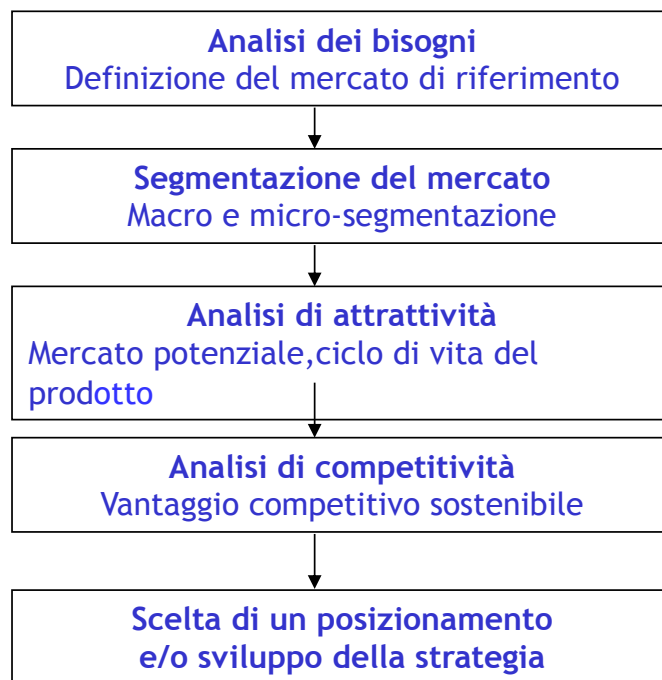 Analisi dei bisogni
Definizione del mercato di riferimento
Segmentazione del mercato
Macro e micro-segmentazione
Analisi di attrattività
Mercato potenziale,ciclo di vita del
prodotto
Analisi di competitività
Vantaggio competitivo sostenibile
Scelta di un posizionamento
e/o sviluppo della strategia